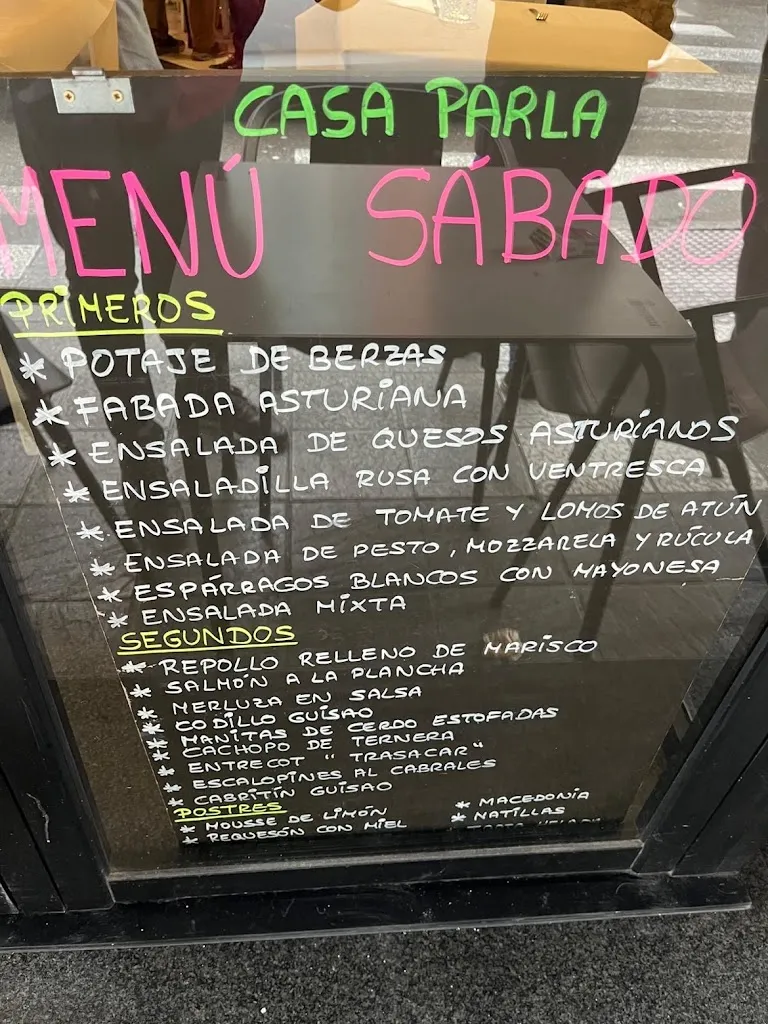 CASA PARLA
MENÚ SÁBADO
PRIMEROS
* POTAJE DE BERZAS
* FABADA ASTURIANA
* ENSALADA DE QUESOS ASTURIANOS
* ENSALADILLA RUSA CON VENTRESCA
* ENSALADA DE TOMATE Y LOMOS DE ATÚN
* ENSALADA DE PESTO, MOZZARELA Y RÚCULA
* ESPÁRRAGOS BLANCOS CON MAYONESA
* ENSALADA MIXTA
SEGUNDOS
* REPOLLO RELLENO DE MARISCO
* SALMÓN A LA PLANCHA
* MERLUZA EN SALSA
* CODILLO GUISAO
* MANITAS DE CERDO ESTOFADAS
* CACHOPO DE TERNERA
* ENTRECOT "TRASACAR"
* ESCALOPINES AL CABRALES
* CABRITÍN GUISAO
POSTRES
* MOUSSE DE LIMÓN
* REQUESÓN CON MIEL
* MACEDONIA
* NATILLAS